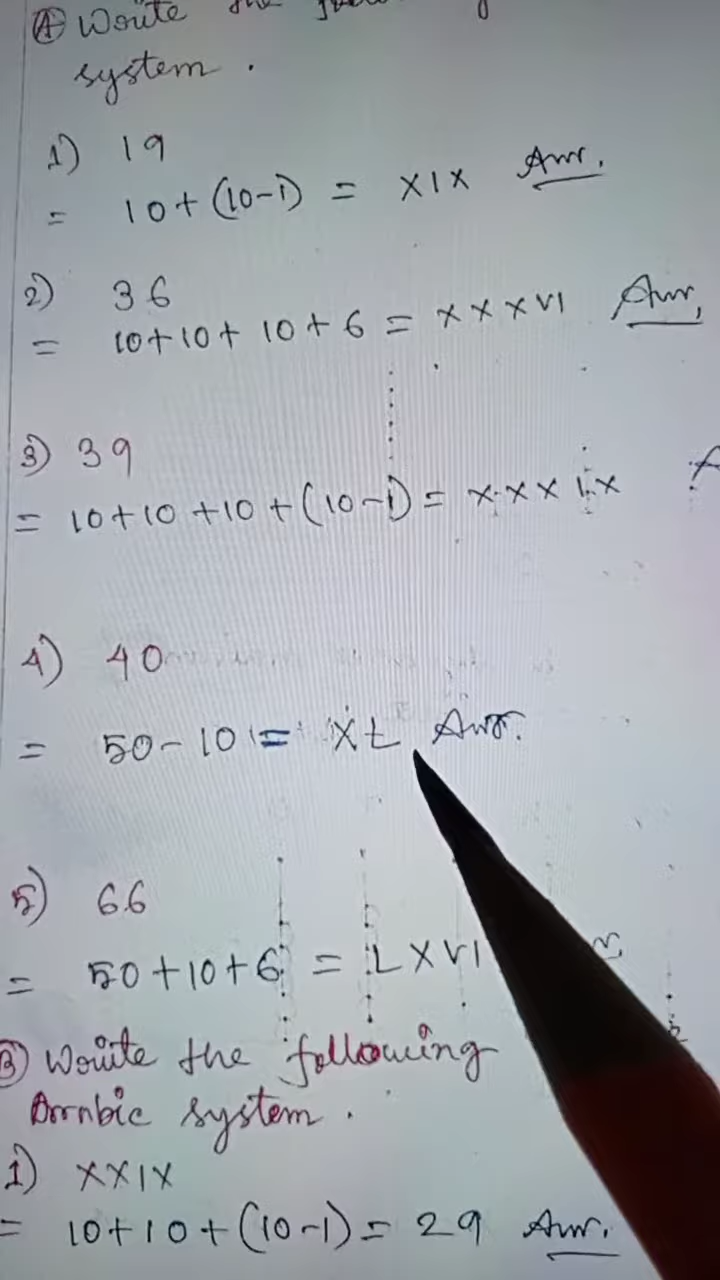 A Write the
system.
1) 19
= 10+(10-1) = XIX Ans.
2) 36
= 10+10+10+6 = XXXVI Ans,
3) 39
= 10+10+10+(10-1) = XXXIX A
4) 40
= 50-10 = XL Ans.
5) 66
= 50+10+6 = LXVI
B) Write the following
Arabic system.
1) XXIX
= 10+10+(10-1) = 29 Ans.